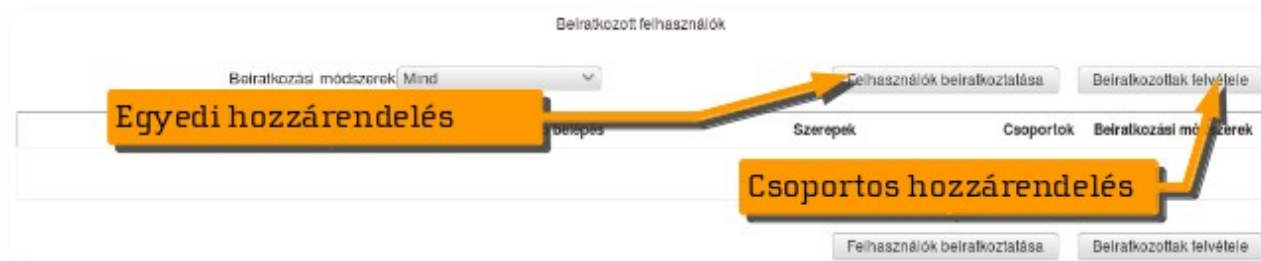 Beiratkozott felhasználók
Beiratkozási módszerek Mind
Felhasználók beiratkoztatása Beiratkozottak felvétele
Egyedi hozzárendelés
belépés Szerepek Csoportok Beiratkozási módszerek
Csoportos hozzárendelés
Felhasználók beiratkoztatása Beiratkozottak felvétele